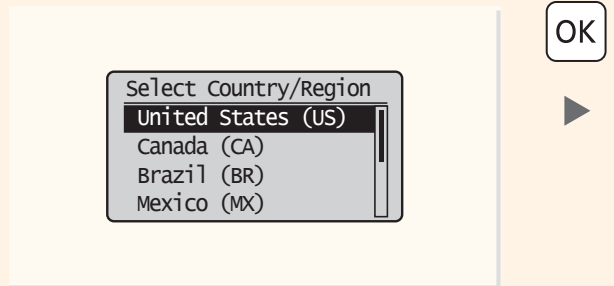 Select Country/Region
United States (US)
Canada (CA)
Brazil (BR)
Mexico (MX)
OK